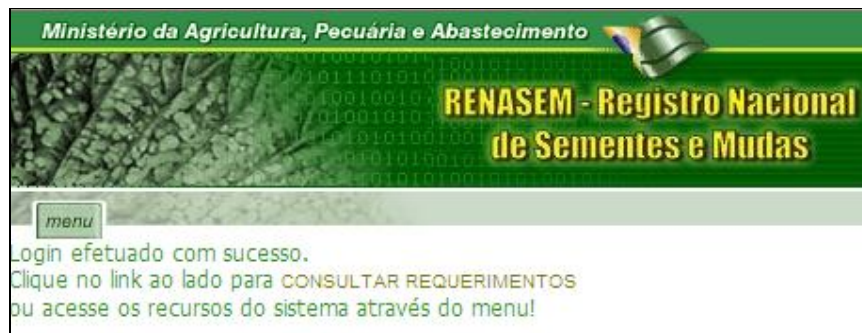 Ministério da Agricultura, Pecuária e Abastecimento
RENASEM - Registro Nacional
de Sementes e Mudas
menu
Login efetuado com sucesso.
Clique no link ao lado para CONSULTAR REQUERIMENTOS
ou acesse os recursos do sistema através do menu!